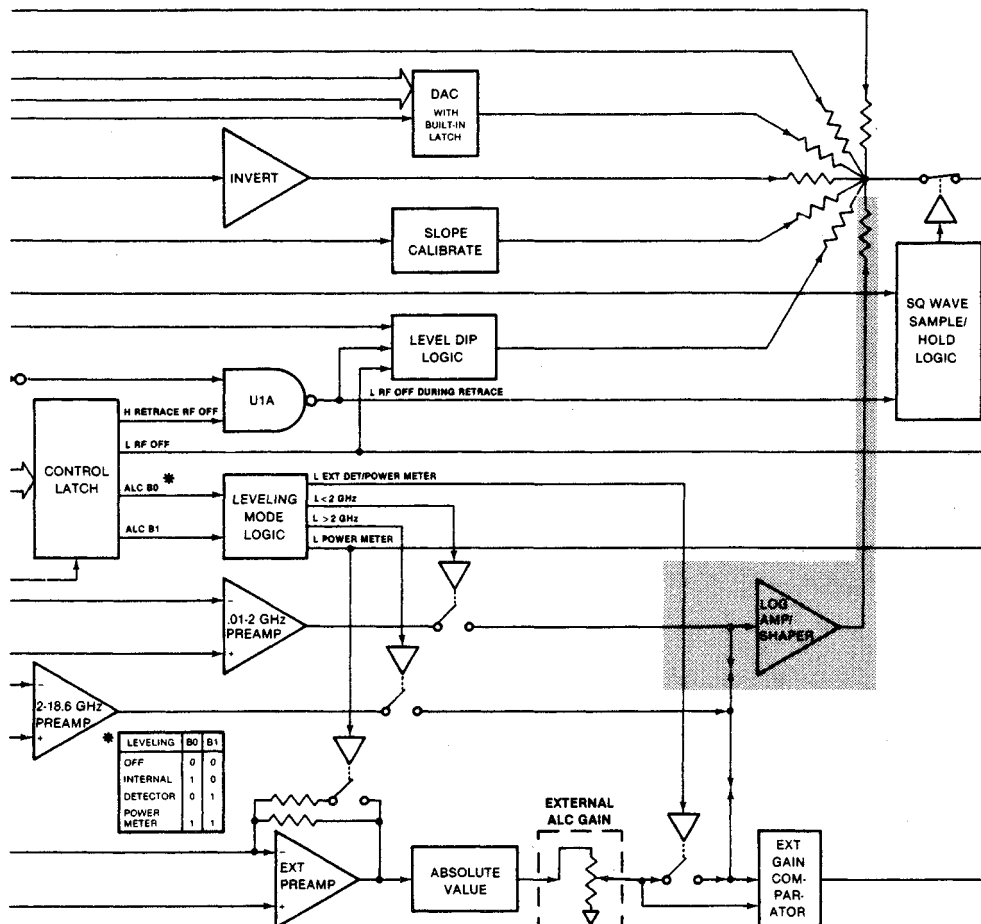 DAC
WITH
BUILT-IN
LATCH
INVERT
SLOPE
CALIBRATE
SQ WAVE
SAMPLE/
HOLD
LOGIC
LEVEL DIP
LOGIC
U1A
L RF OFF DURING RETRACE
H RETRACE RF OFF
L RF OFF
CONTROL
LATCH
ALC B0 *
ALC B1
LEVELING
MODE
LOGIC
L EXT DET/POWER METER
L<2 GHz
L >2 GHz
L POWER METER
.01-2 GHz
PREAMP
LOG
AMP/
SHAPER
2-18.6 GHz
PREAMP
*
LEVELING B0 B1
OFF 0 0
INTERNAL 1 0
DETECTOR 0 1
POWER
METER 1 1
EXT
PREAMP
ABSOLUTE
VALUE
EXTERNAL
ALC GAIN
EXT
GAIN
COM-
PAR-
ATOR